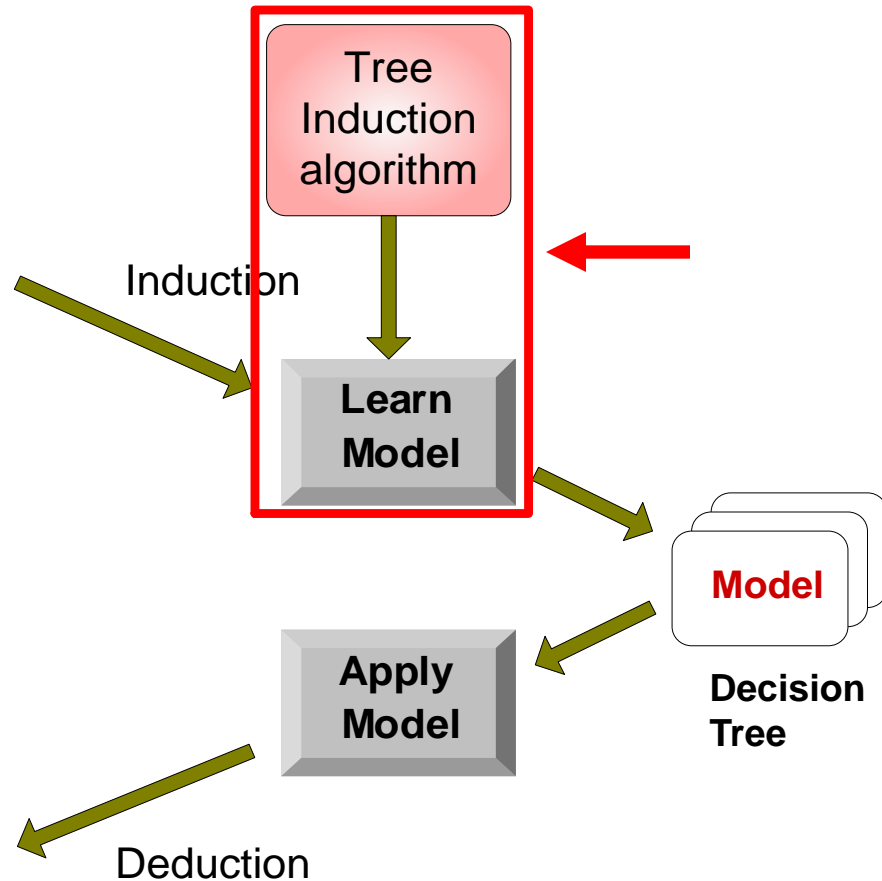 Tree
Induction
algorithm
Induction
Learn
Model
Model
Apply
Model
Decision
Tree
Deduction